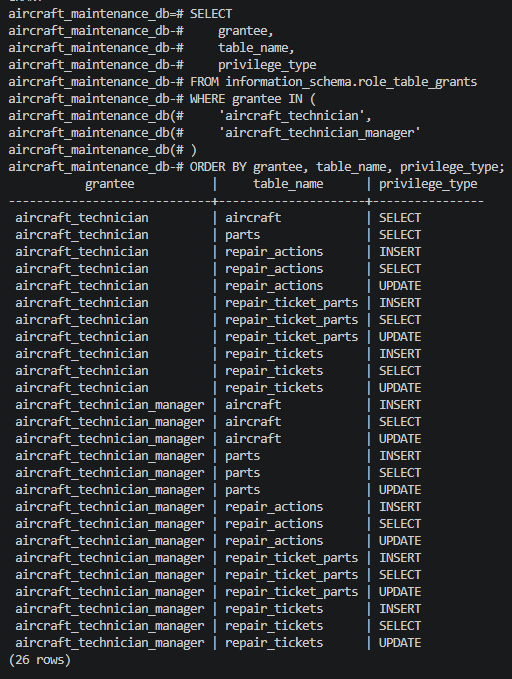 aircraft_maintenance_db=# SELECT
aircraft_maintenance_db-#     grantee,
aircraft_maintenance_db-#     table_name,
aircraft_maintenance_db-#     privilege_type
aircraft_maintenance_db-# FROM information_schema.role_table_grants
aircraft_maintenance_db-# WHERE grantee IN (
aircraft_maintenance_db(#     'aircraft_technician',
aircraft_maintenance_db(#     'aircraft_technician_manager'
aircraft_maintenance_db(# )
aircraft_maintenance_db-# ORDER BY grantee, table_name, privilege_type;
           grantee           |     table_name      | privilege_type
-----------------------------+---------------------+----------------
 aircraft_technician         | aircraft            | SELECT
 aircraft_technician         | parts               | SELECT
 aircraft_technician         | repair_actions      | INSERT
 aircraft_technician         | repair_actions      | SELECT
 aircraft_technician         | repair_actions      | UPDATE
 aircraft_technician         | repair_ticket_parts | INSERT
 aircraft_technician         | repair_ticket_parts | SELECT
 aircraft_technician         | repair_ticket_parts | UPDATE
 aircraft_technician         | repair_tickets      | INSERT
 aircraft_technician         | repair_tickets      | SELECT
 aircraft_technician         | repair_tickets      | UPDATE
 aircraft_technician_manager | aircraft            | INSERT
 aircraft_technician_manager | aircraft            | SELECT
 aircraft_technician_manager | aircraft            | UPDATE
 aircraft_technician_manager | parts               | INSERT
 aircraft_technician_manager | parts               | SELECT
 aircraft_technician_manager | parts               | UPDATE
 aircraft_technician_manager | repair_actions      | INSERT
 aircraft_technician_manager | repair_actions      | SELECT
 aircraft_technician_manager | repair_actions      | UPDATE
 aircraft_technician_manager | repair_ticket_parts | INSERT
 aircraft_technician_manager | repair_ticket_parts | SELECT
 aircraft_technician_manager | repair_ticket_parts | UPDATE
 aircraft_technician_manager | repair_tickets      | INSERT
 aircraft_technician_manager | repair_tickets      | SELECT
 aircraft_technician_manager | repair_tickets      | UPDATE
(26 rows)